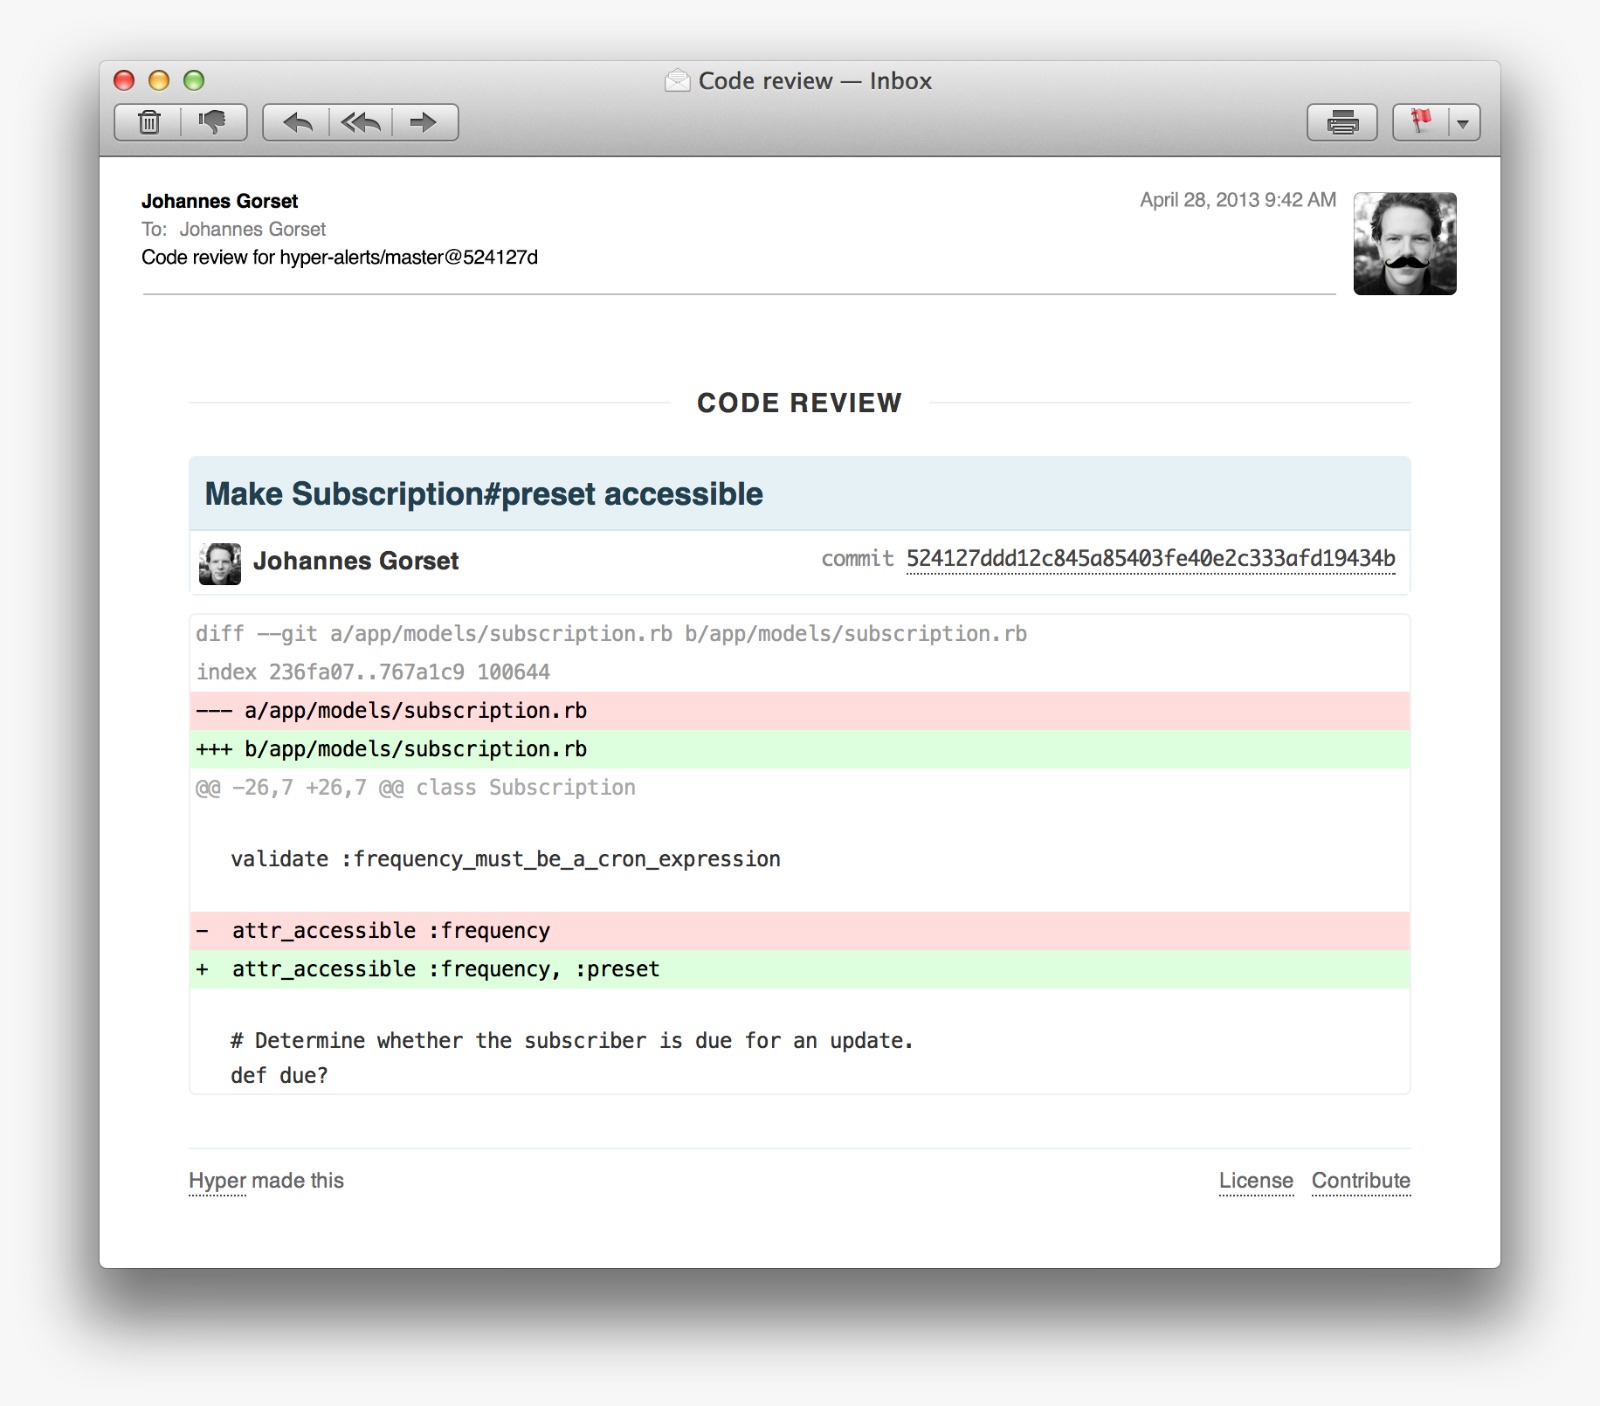 Code review — Inbox
Johannes Gorset
April 28, 2013 9:42 AM
To: Johannes Gorset
Code review for hyper-alerts/master@524127d
CODE REVIEW
Make Subscription#preset accessible
Johannes Gorset
commit 524127ddd12c845a85403fe40e2c333afd19434b
diff --git a/app/models/subscription.rb b/app/models/subscription.rb
index 236fa07..767a1c9 100644
--- a/app/models/subscription.rb
+++ b/app/models/subscription.rb
@@ -26,7 +26,7 @@ class Subscription
validate :frequency_must_be_a_cron_expression
-  attr_accessible :frequency
+  attr_accessible :frequency, :preset
# Determine whether the subscriber is due for an update.
def due?
Hyper made this
License Contribute